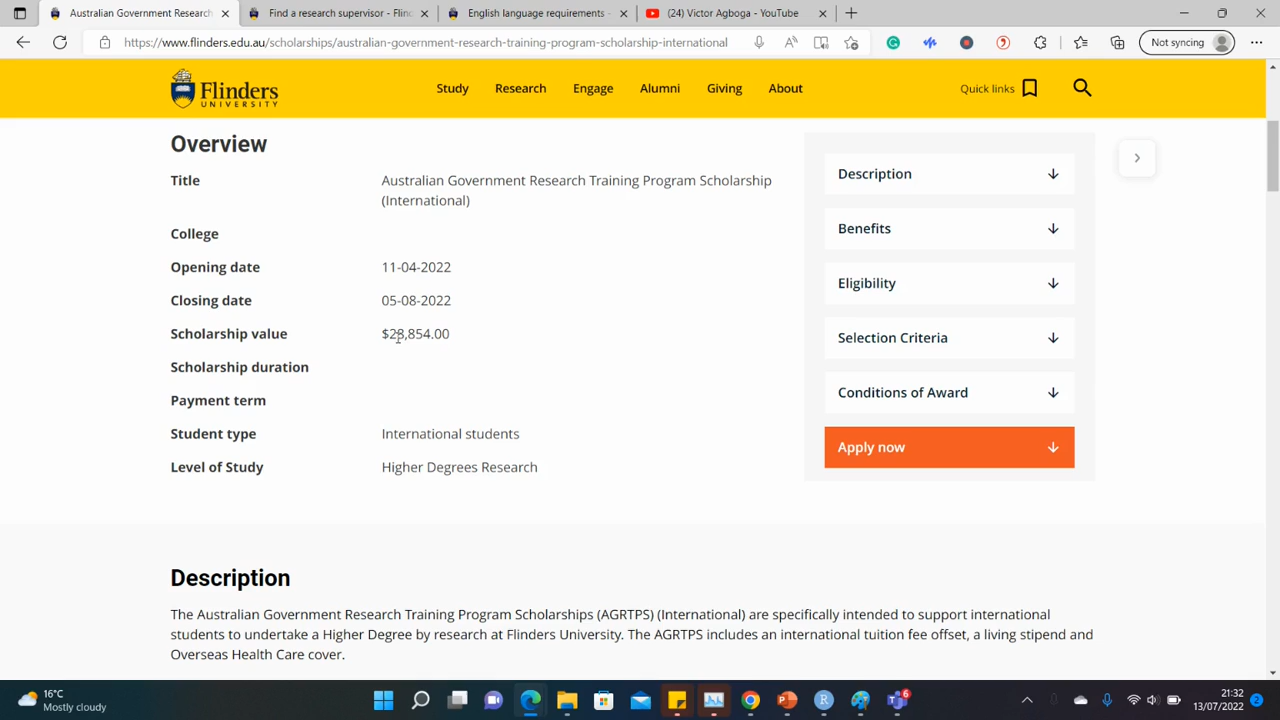 Australian Government Research
Find a research supervisor - Flind
English language requirements -
(24) Victor Agboga - YouTube
https://www.flinders.edu.au/scholarships/australian-government-research-training-program-scholarship-international
Not syncing
Flinders
UNIVERSITY
Study
Research
Engage
Alumni
Giving
About
Quick links
Overview
Title
Australian Government Research Training Program Scholarship
(International)
College
Opening date
11-04-2022
Closing date
05-08-2022
Scholarship value
$28,854.00
Scholarship duration
Payment term
Student type
International students
Level of Study
Higher Degrees Research
Description
Benefits
Eligibility
Selection Criteria
Conditions of Award
Apply now
Description
The Australian Government Research Training Program Scholarships (AGRTPS) (International) are specifically intended to support international
students to undertake a Higher Degree by research at Flinders University. The AGRTPS includes an international tuition fee offset, a living stipend and
Overseas Health Care cover.
16°C
Mostly cloudy
6
21:32
13/07/2022